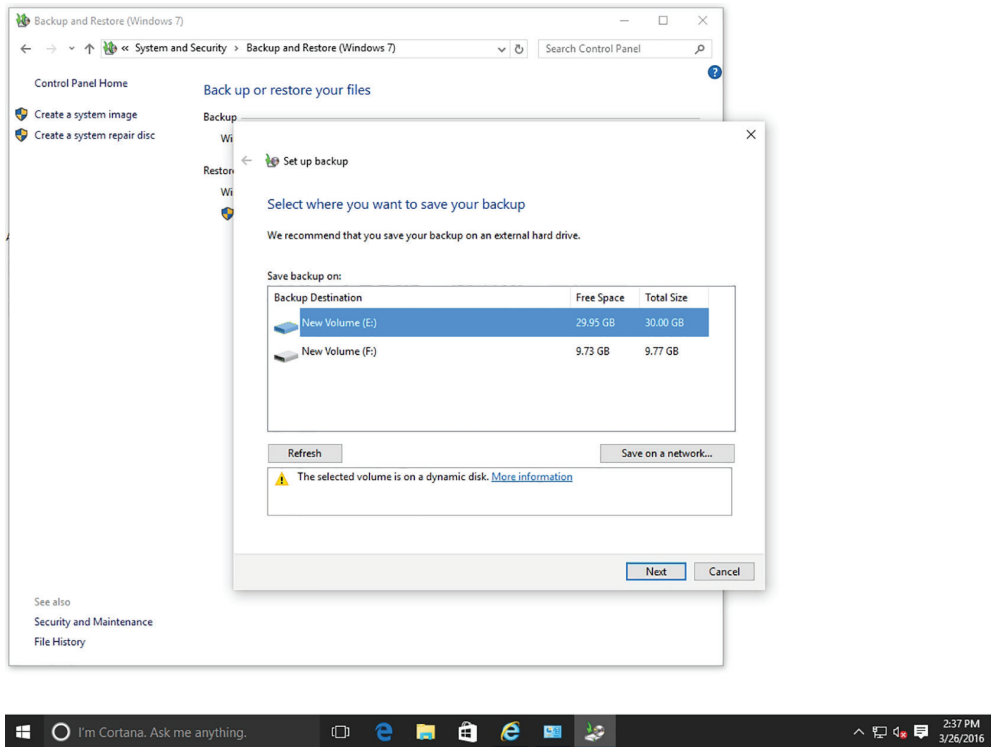 Backup and Restore (Windows 7)
« System and Security > Backup and Restore (Windows 7)
Search Control Panel
Control Panel Home
Create a system image
Create a system repair disc
Back up or restore your files
Backup
Wi
Restore
Wi
Set up backup
Select where you want to save your backup
We recommend that you save your backup on an external hard drive.
Save backup on:
Backup Destination Free Space Total Size
New Volume (E:) 29.95 GB 30.00 GB
New Volume (F:) 9.73 GB 9.77 GB
Refresh
Save on a network...
The selected volume is on a dynamic disk. More information
Next Cancel
See also
Security and Maintenance
File History
I'm Cortana. Ask me anything.
2:37 PM
3/26/2016